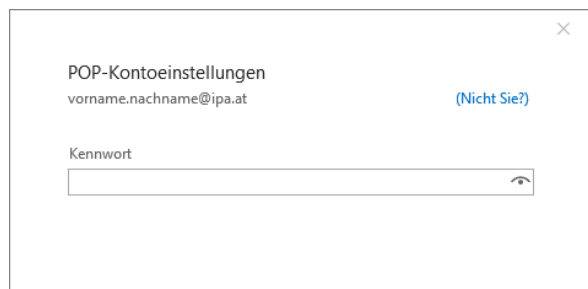 POP-Kontoeinstellungen
vorname.nachname@ipa.at (Nicht Sie?)
Kennwort